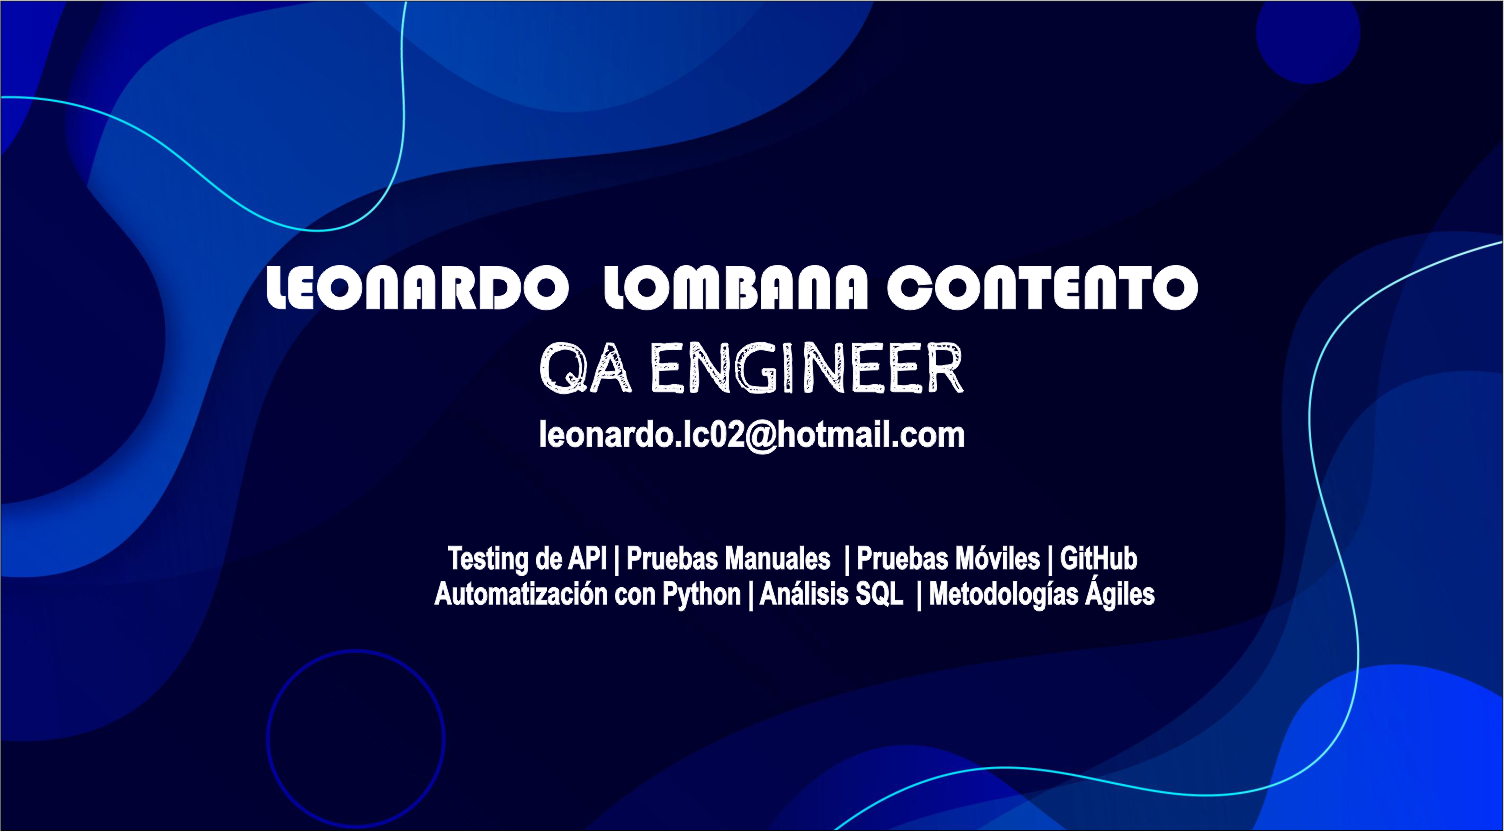 LEONARDO LOMBANA CONTENTO
QA ENGINEER
leonardo.lc02@hotmail.com
Testing de API | Pruebas Manuales | Pruebas Móviles | GitHub
Automatización con Python | Análisis SQL | Metodologías Ágiles